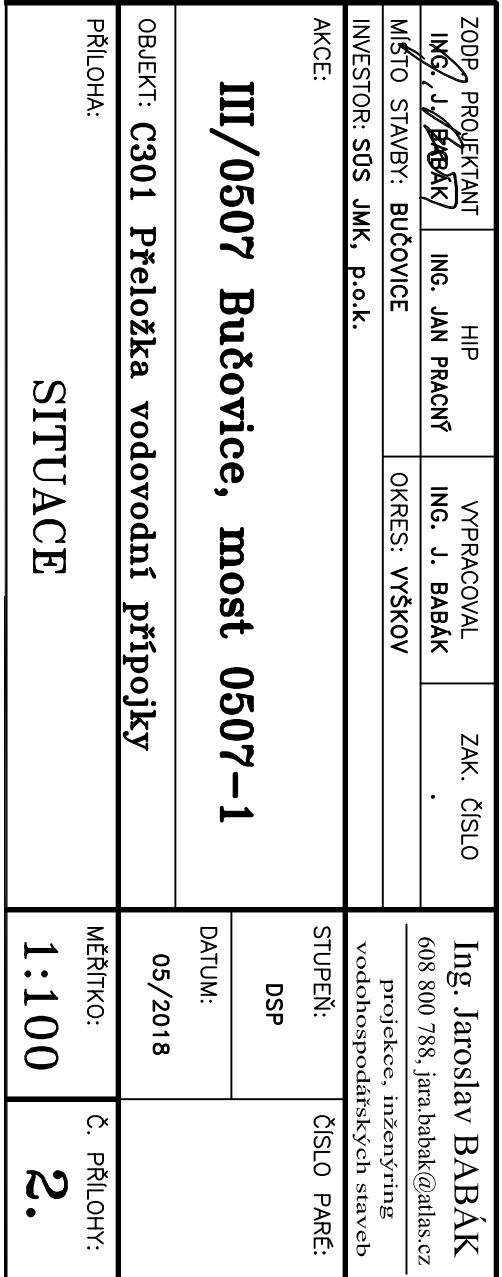 ZODP. PROJEKTANT
HIP
VYPRACOVAL
ZAK. ČÍSLO
ING. J. BABÁK
ING. JAN PRACNÝ
ING. J. BABÁK
.
MÍSTO STAVBY: BUČOVICE
OKRES: VYŠKOV
INVESTOR: SÚS JMK, p.o.k.
Ing. Jaroslav BABÁK
608 800 788, jara.babak@atlas.cz
projekce, inženýring
vodohospodářských staveb
AKCE:
III/0507 Bučovice, most 0507-1
STUPEŇ:
DSP
ČÍSLO PARÉ:
OBJEKT: C301 Přeložka vodovodní přípojky
DATUM:
05/2018
PŘÍLOHA:
SITUACE
MĚŘÍTKO:
1:100
Č. PŘÍLOHY:
2.